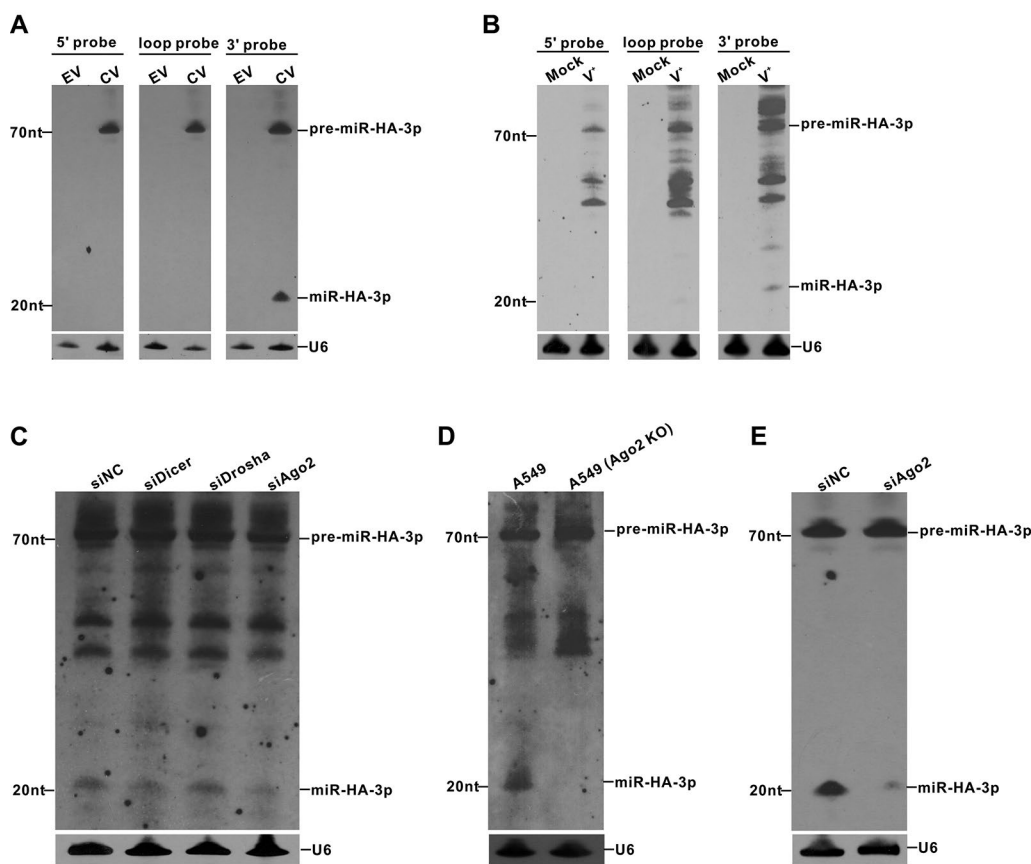 A
5' probe loop probe 3' probe
EV CV EV CV EV CV
70nt pre-miR-HA-3p
20nt miR-HA-3p
U6
B
5' probe loop probe 3' probe
Mock V* Mock V* Mock V*
70nt pre-miR-HA-3p
20nt miR-HA-3p
U6
C
siNC siDicer siDrosha siAgo2
70nt pre-miR-HA-3p
20nt miR-HA-3p
U6
D
A549 A549 (Ago2 KO)
70nt pre-miR-HA-3p
20nt miR-HA-3p
U6
E
siNC siAgo2
70nt pre-miR-HA-3p
20nt miR-HA-3p
U6